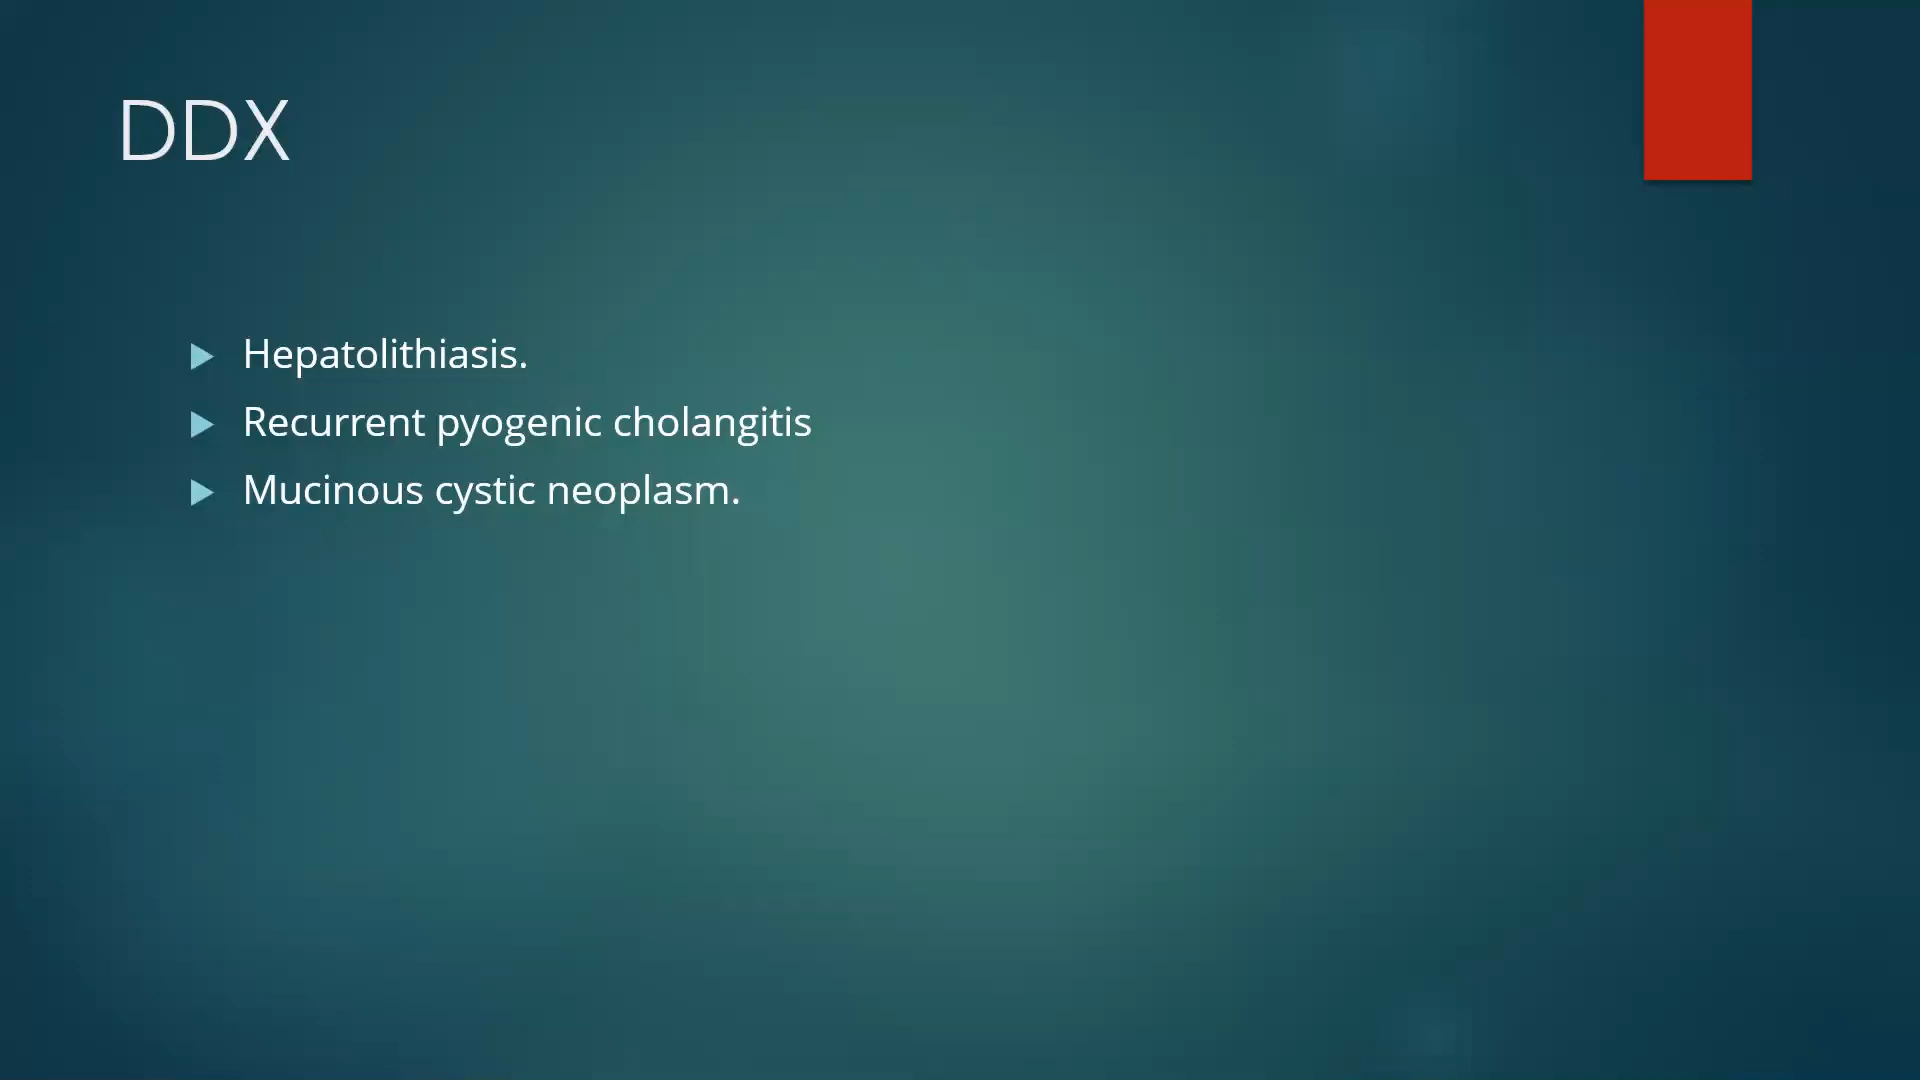 DDX
Hepatolithiasis.
Recurrent pyogenic cholangitis
Mucinous cystic neoplasm.